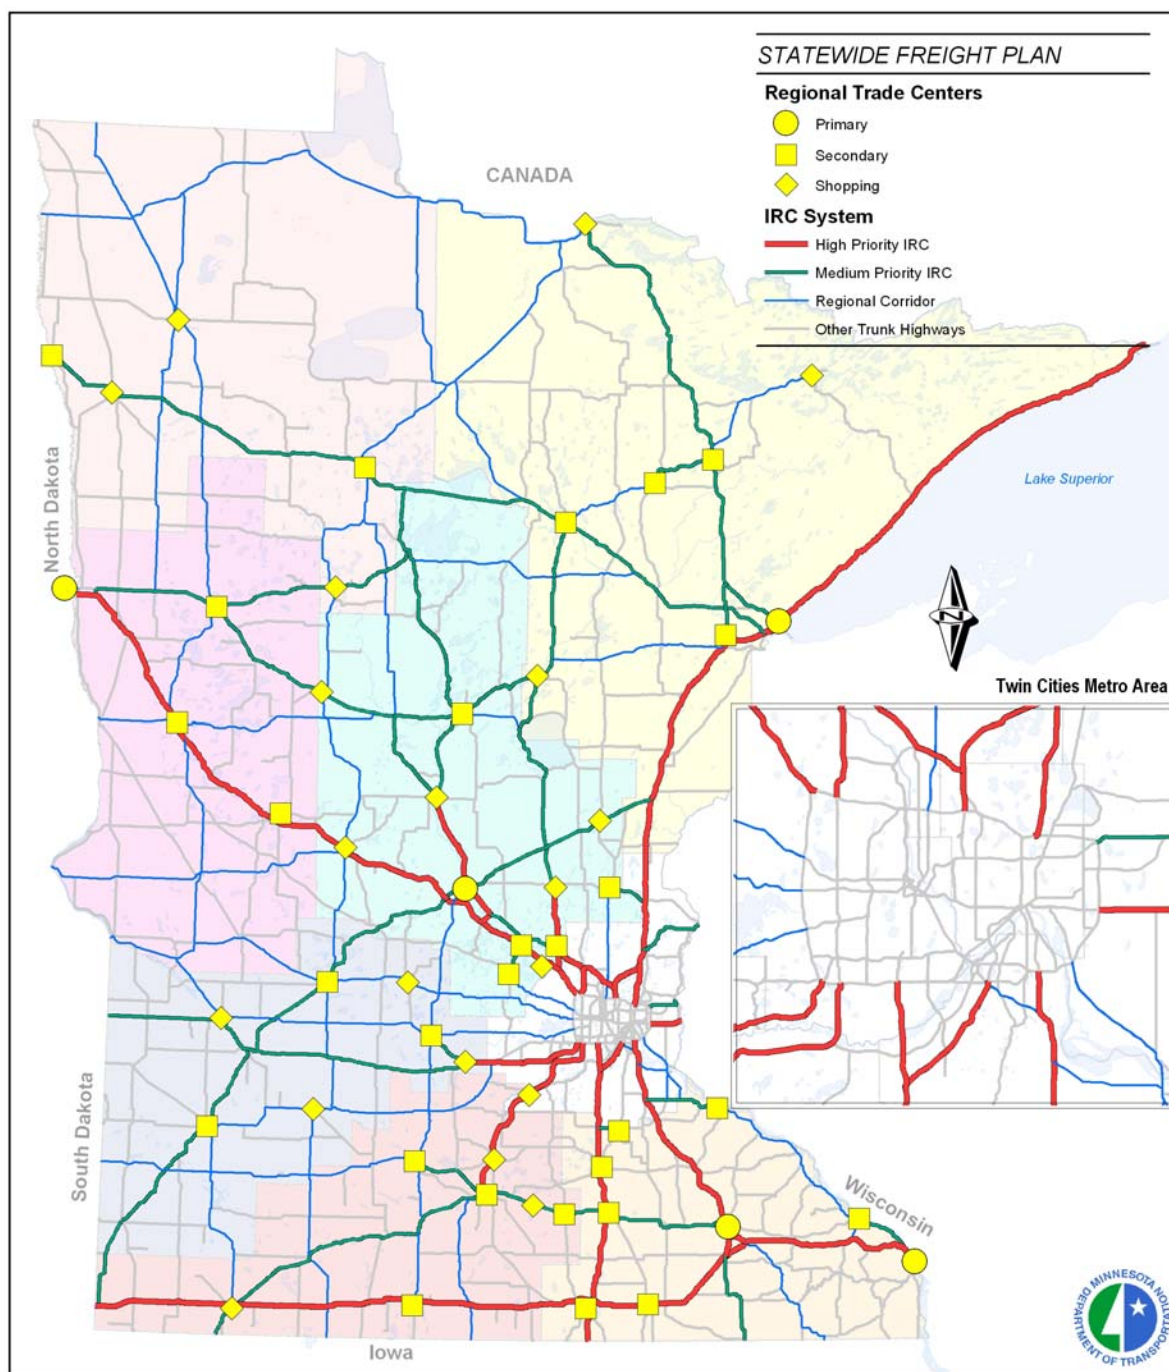 STATEWIDE FREIGHT PLAN
Regional Trade Centers
Primary
Secondary
Shopping
IRC System
High Priority IRC
Medium Priority IRC
Regional Corridor
Other Trunk Highways
CANADA
North Dakota
Lake Superior
N
Twin Cities Metro Area
South Dakota
Wisconsin
Iowa
MINNESOTA
DEPARTMENT OF